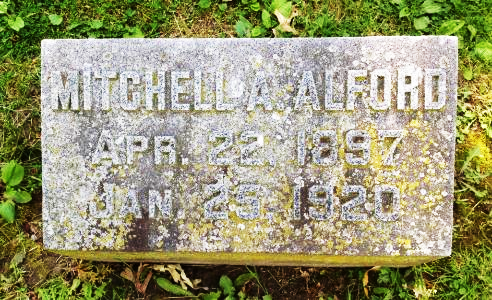 MITCHELL A. ALFORD
APR. 22, 1897
JAN. 25, 1920